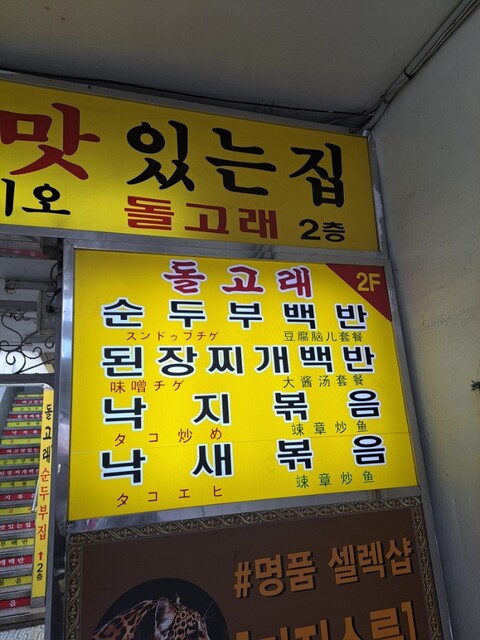 맛 있는집
오
돌고래 2층
돌고래 2F
순두부백반
スンドゥブチゲ 豆腐脑儿套餐
된장찌개백반
味噌チゲ 大酱汤套餐
낙지볶음
タコ炒め 竦章炒鱼
낙새볶음
タコエヒ 竦章炒鱼
돌고래
순두부집
↑2층
#명품 셀렉샵